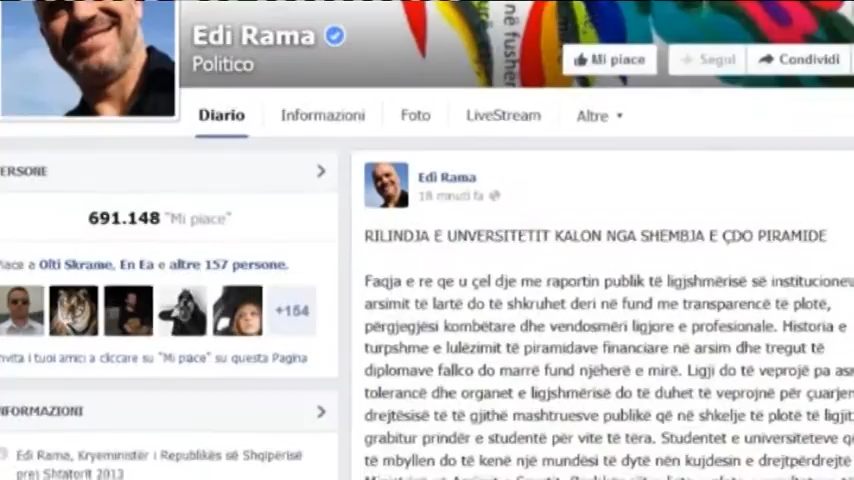 Edi Rama
Politico
në fushën
Mi piace
Segui
Condividi
Diario
Informazioni
Foto
LiveStream
Altre
ERSONE
691.148 "Mi piace"
Piace a Olti Skrame, En Ea e altre 157 persone.
+154
nvita i tuoi amici a cliccare su "Mi piace" su questa Pagina
NFORMAZIONI
Edi Rama, Kryeministër i Republikës së Shqipërisë
prej Shtatorit 2013
Edi Rama
18 minuti fa
RILINDJA E UNVERSITETIT KALON NGA SHEMBJA E ÇDO PIRAMIDE
Faqja e re qe u çel dje me raportin publik të ligjshmërisë së institucioneve
arsimit të lartë do të shkruhet deri në fund me transparencë të plotë,
përgjegjësi kombëtare dhe vendosmëri ligjore e profesionale. Historia e
turpshme e lulëzimit të piramidave financiare në arsim dhe tregut të
diplomave fallco do marrë fund njëherë e mirë. Ligji do të veprojë pa asn
tolerancë dhe organet e ligjshmërisë do të duhet të veprojnë për çuarjen
drejtësisë të të gjithë mashtruesve publikë që në shkelje të plotë të ligjit
grabitur prindër e studentë për vite të tëra. Studentet e universiteteve që
të mbyllen do të kenë një mundësi të dytë nën kujdesin e drejtpërdrejtë